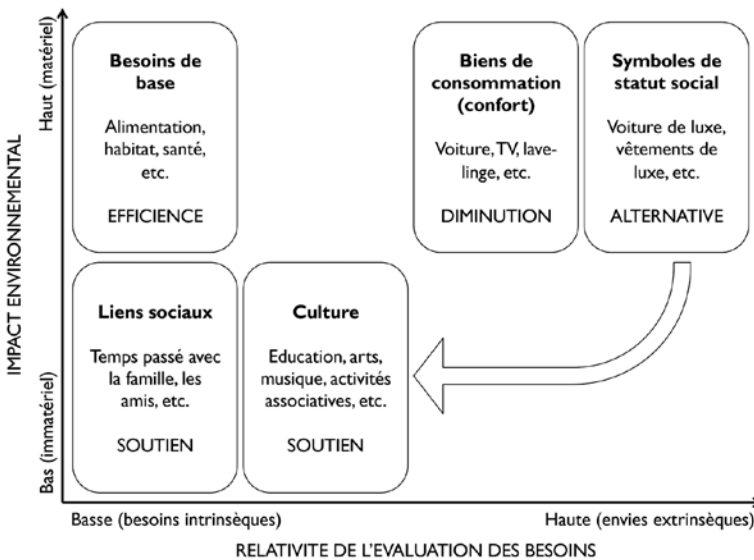 IMPACT ENVIRONNEMENTAL
Haut (matériel)
Bas (immatériel)
Besoins de
base
Alimentation,
habitat, santé,
etc.
EFFICIENCE
Biens de
consommation
(confort)
Voiture, TV, lave-
linge, etc.
DIMINUTION
Symboles de
statut social
Voiture de luxe,
vêtements de
luxe, etc.
ALTERNATIVE
Liens sociaux
Temps passé avec
la famille, les
amis, etc.
SOUTIEN
Culture
Education, arts,
musique, activités
associatives, etc.
SOUTIEN
Basse (besoins intrinsèques)
Haute (envies extrinsèques)
RELATIVITE DE L'EVALUATION DES BESOINS